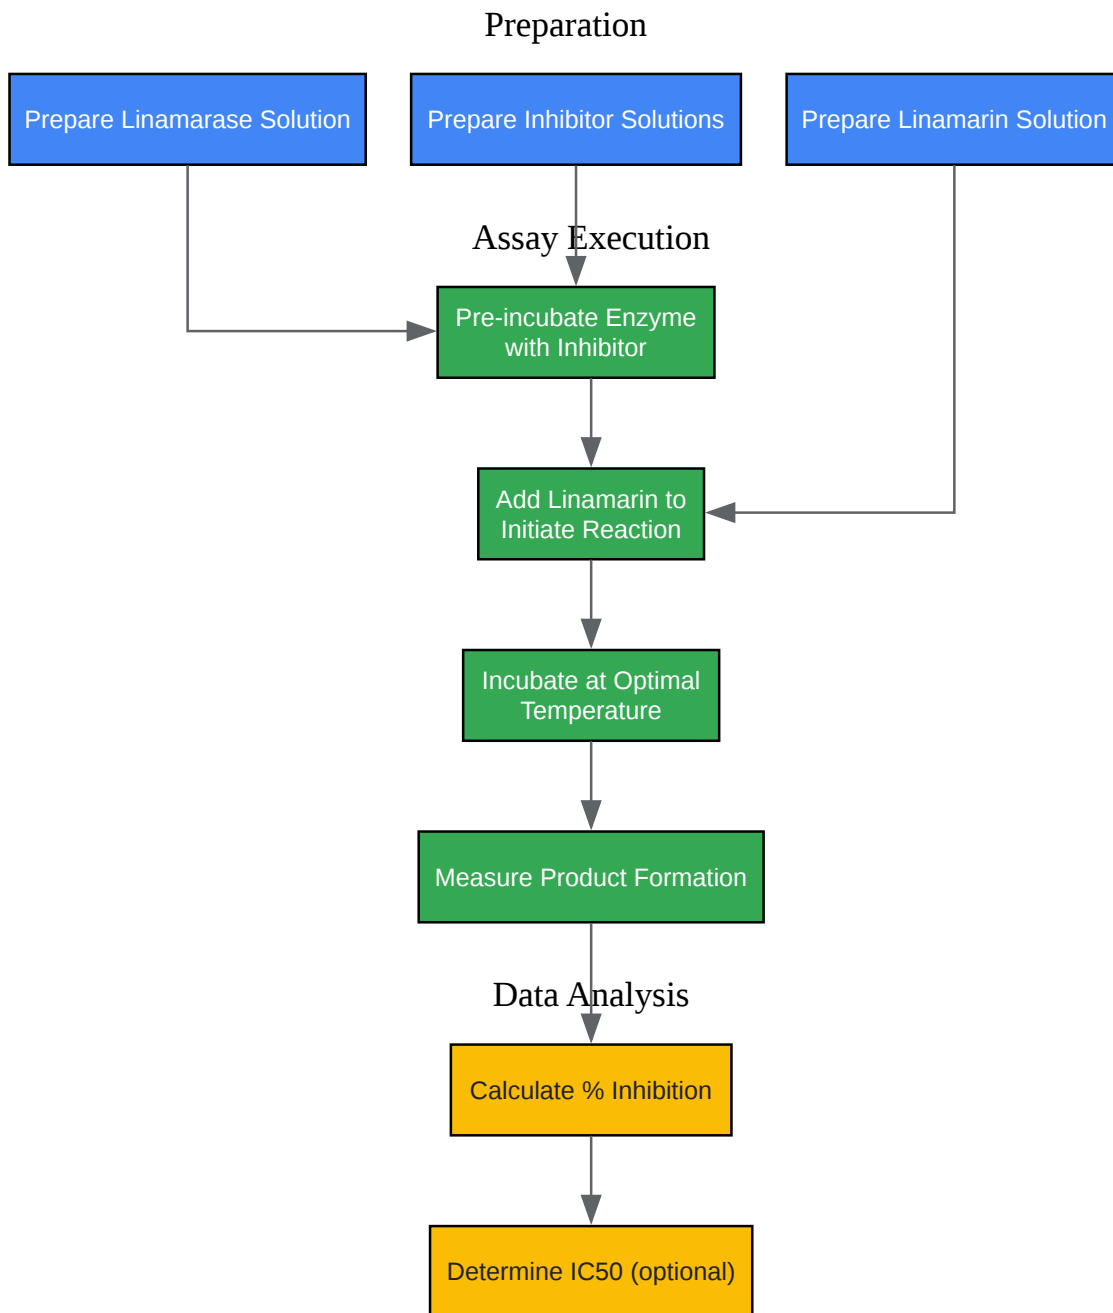 Preparation
Prepare Linamarase Solution
Prepare Inhibitor Solutions
Prepare Linamarin Solution
Assay Execution
Pre-incubate Enzyme
with Inhibitor
Add Linamarin to
Initiate Reaction
Incubate at Optimal
Temperature
Measure Product Formation
Data Analysis
Calculate % Inhibition
Determine IC50 (optional)